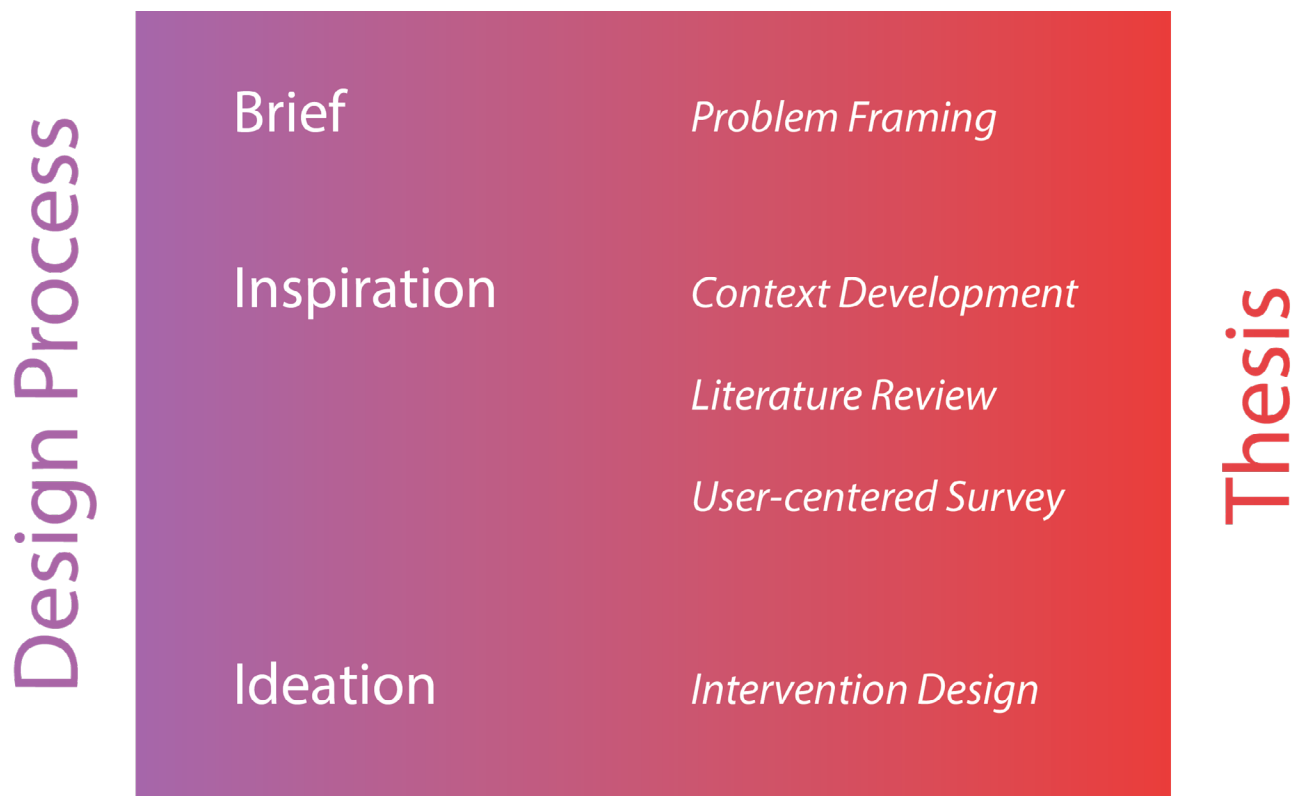 Design Process
Brief
Problem Framing
Inspiration
Context Development
Literature Review
User-centered Survey
Ideation
Intervention Design
Thesis